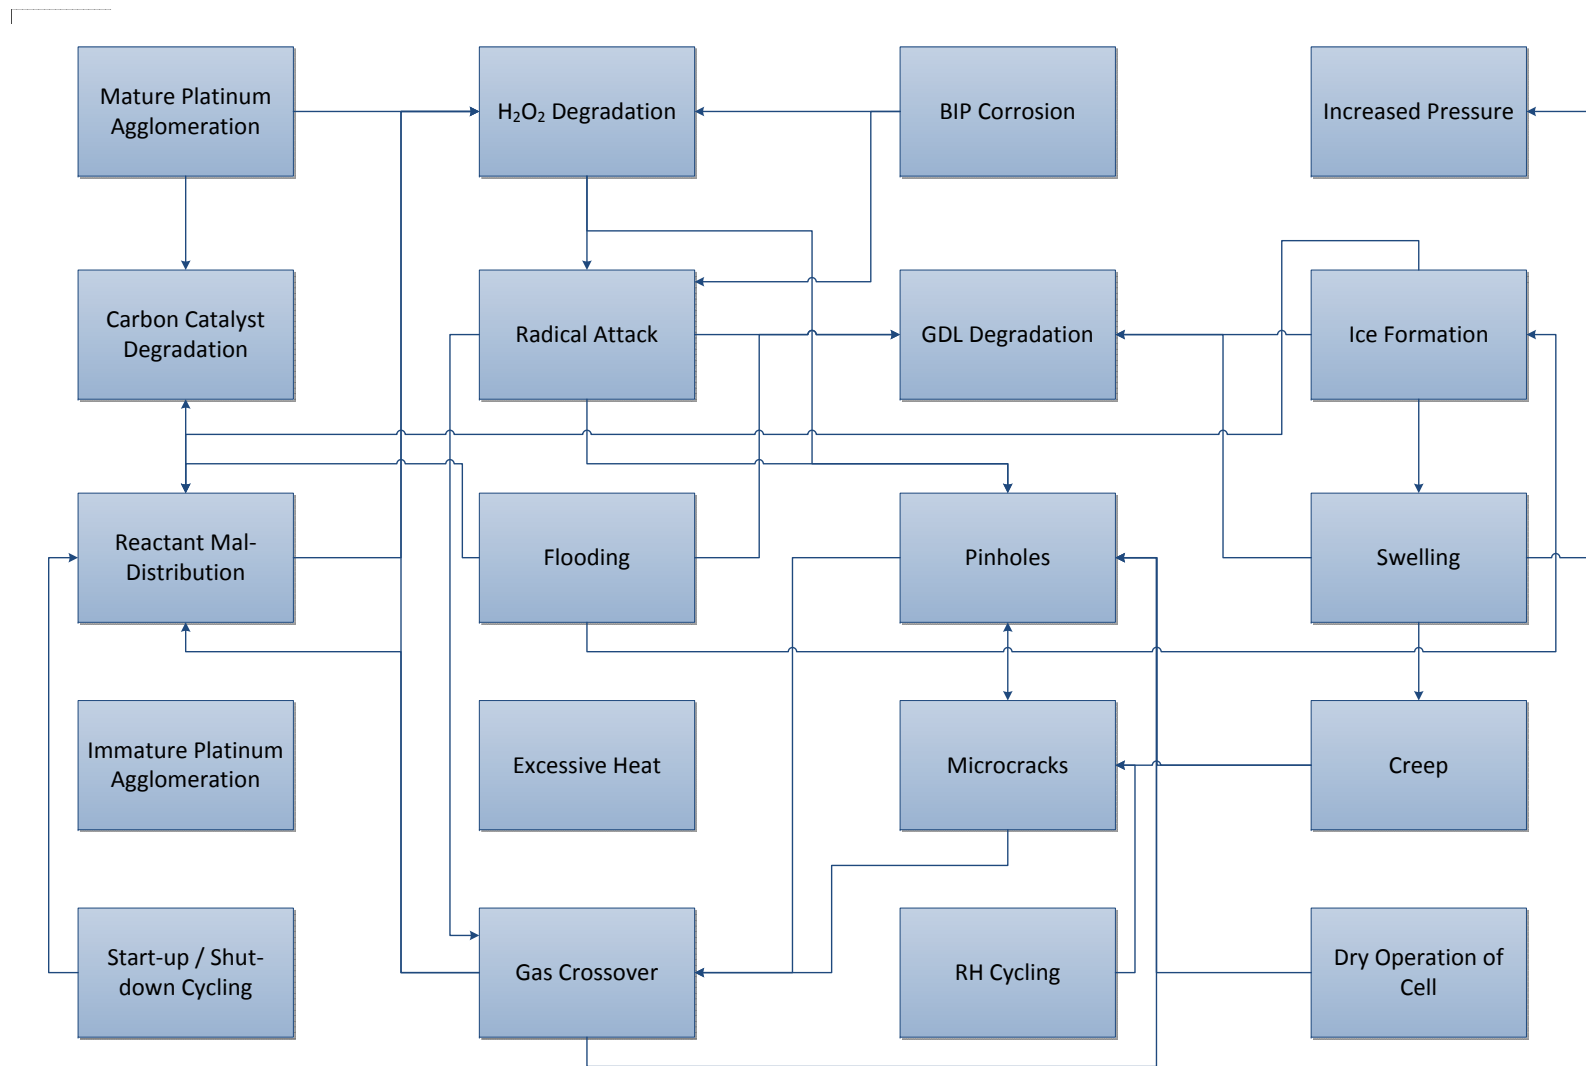 Mature Platinum
Agglomeration
H₂O₂ Degradation
BIP Corrosion
Increased Pressure
Carbon Catalyst
Degradation
Radical Attack
GDL Degradation
Ice Formation
Reactant Mal-
Distribution
Flooding
Pinholes
Swelling
Immature Platinum
Agglomeration
Excessive Heat
Microcracks
Creep
Start-up / Shut-
down Cycling
Gas Crossover
RH Cycling
Dry Operation of
Cell